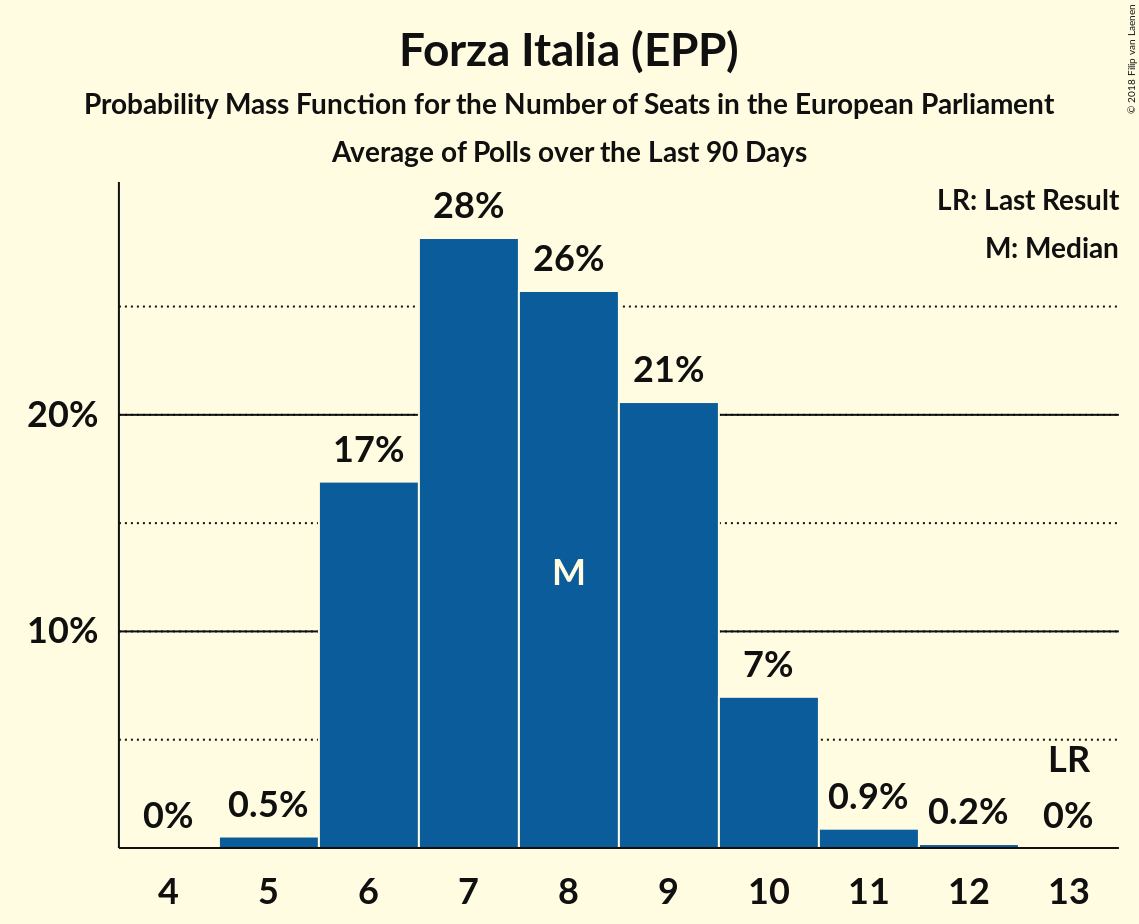 Forza Italia (EPP)
Probability Mass Function for the Number of Seats in the European Parliament
Average of Polls over the Last 90 Days
© 2018 Filip van Laenen
LR: Last Result
M: Median
28%
26%
21%
20%
17%
M
10%
7%
LR
0%
0.5%
0.9%
0.2%
0%
4 5 6 7 8 9 10 11 12 13